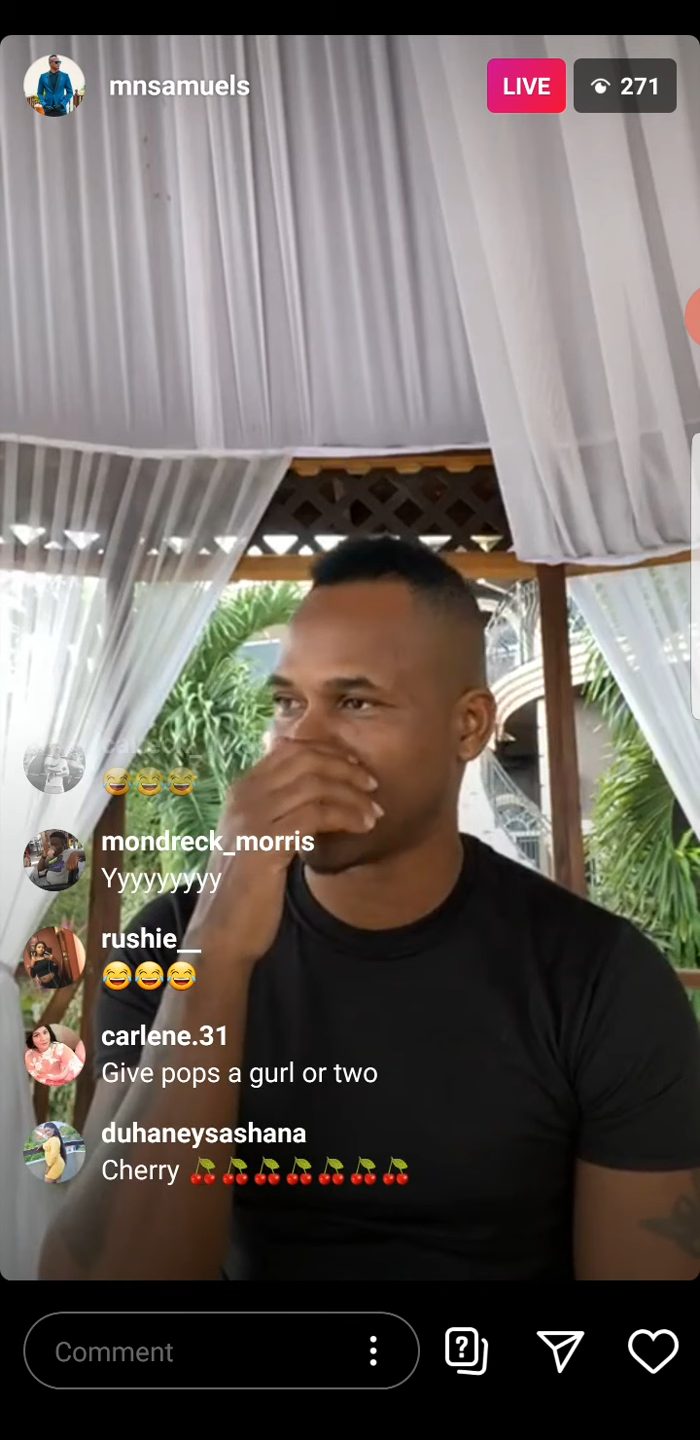 mnsamuels
LIVE
271
😂😂😂
mondreck_morris
Yyyyyyyyy
rushie__
😂😂😂
carlene.31
Give pops a gurl or two
duhaneysashana
Cherry 🍒🍒🍒🍒🍒🍒🍒
Comment